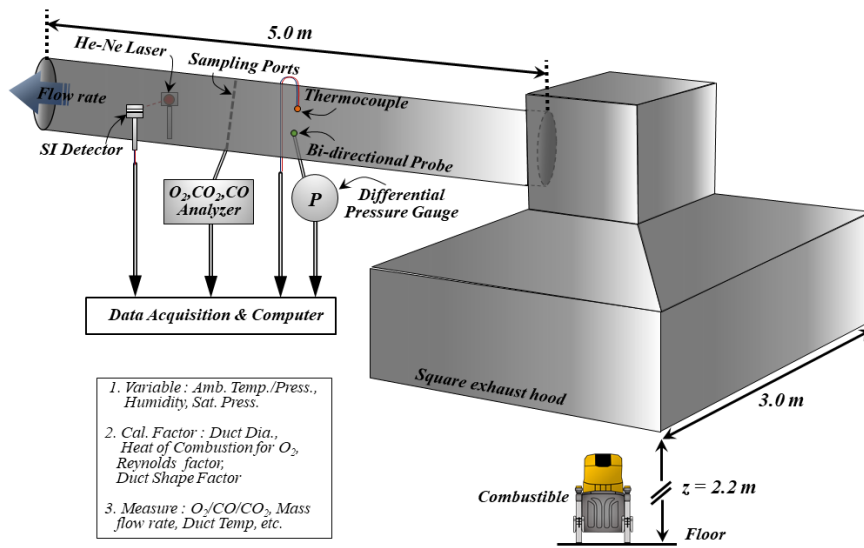 5.0 m
He-Ne Laser
Sampling Ports
Flow rate
Thermocouple
SI Detector
Bi-directional Probe
O2,CO2,CO
Analyzer
P
Differential
Pressure Gauge
Data Acquisition & Computer
Square exhaust hood
3.0 m
1. Variable : Amb. Temp./Press.,
Humidity, Sat. Press.
2. Cal. Factor : Duct Dia.,
Heat of Combustion for O2,
Reynolds factor,
Duct Shape Factor
3. Measure : O2/CO/CO2, Mass
flow rate, Duct Temp, etc.
Combustible
z = 2.2 m
Floor